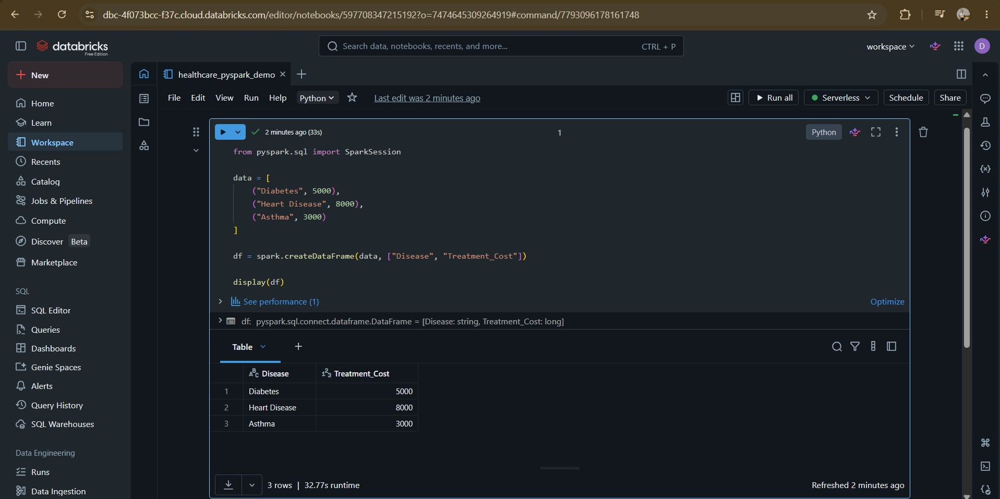 dbc-4f073bcc-f37c.cloud.databricks.com/editor/notebooks/597708347215192?o=7474645309264919#command/7793096178161748
databricks
Free Edition
Search data, notebooks, recents, and more...
CTRL + P
workspace
D
New
Home
Learn
Workspace
Recents
Catalog
Jobs & Pipelines
Compute
Discover Beta
Marketplace
SQL
SQL Editor
Queries
Dashboards
Genie Spaces
Alerts
Query History
SQL Warehouses
Data Engineering
Runs
Data Ingestion
healthcare_pyspark_demo
File Edit View Run Help Python Last edit was 2 minutes ago
Run all Serverless Schedule Share
2 minutes ago (33s)
1
Python
from pyspark.sql import SparkSession
data = [
("Diabetes", 5000),
("Heart Disease", 8000),
("Asthma", 3000)
]
df = spark.createDataFrame(data, ["Disease", "Treatment_Cost"])
display(df)
See performance (1)
Optimize
df: pyspark.sql.connect.dataframe.DataFrame = [Disease: string, Treatment_Cost: long]
Table
ABC Disease 123 Treatment_Cost
1 Diabetes 5000
2 Heart Disease 8000
3 Asthma 3000
3 rows | 32.77s runtime
Refreshed 2 minutes ago